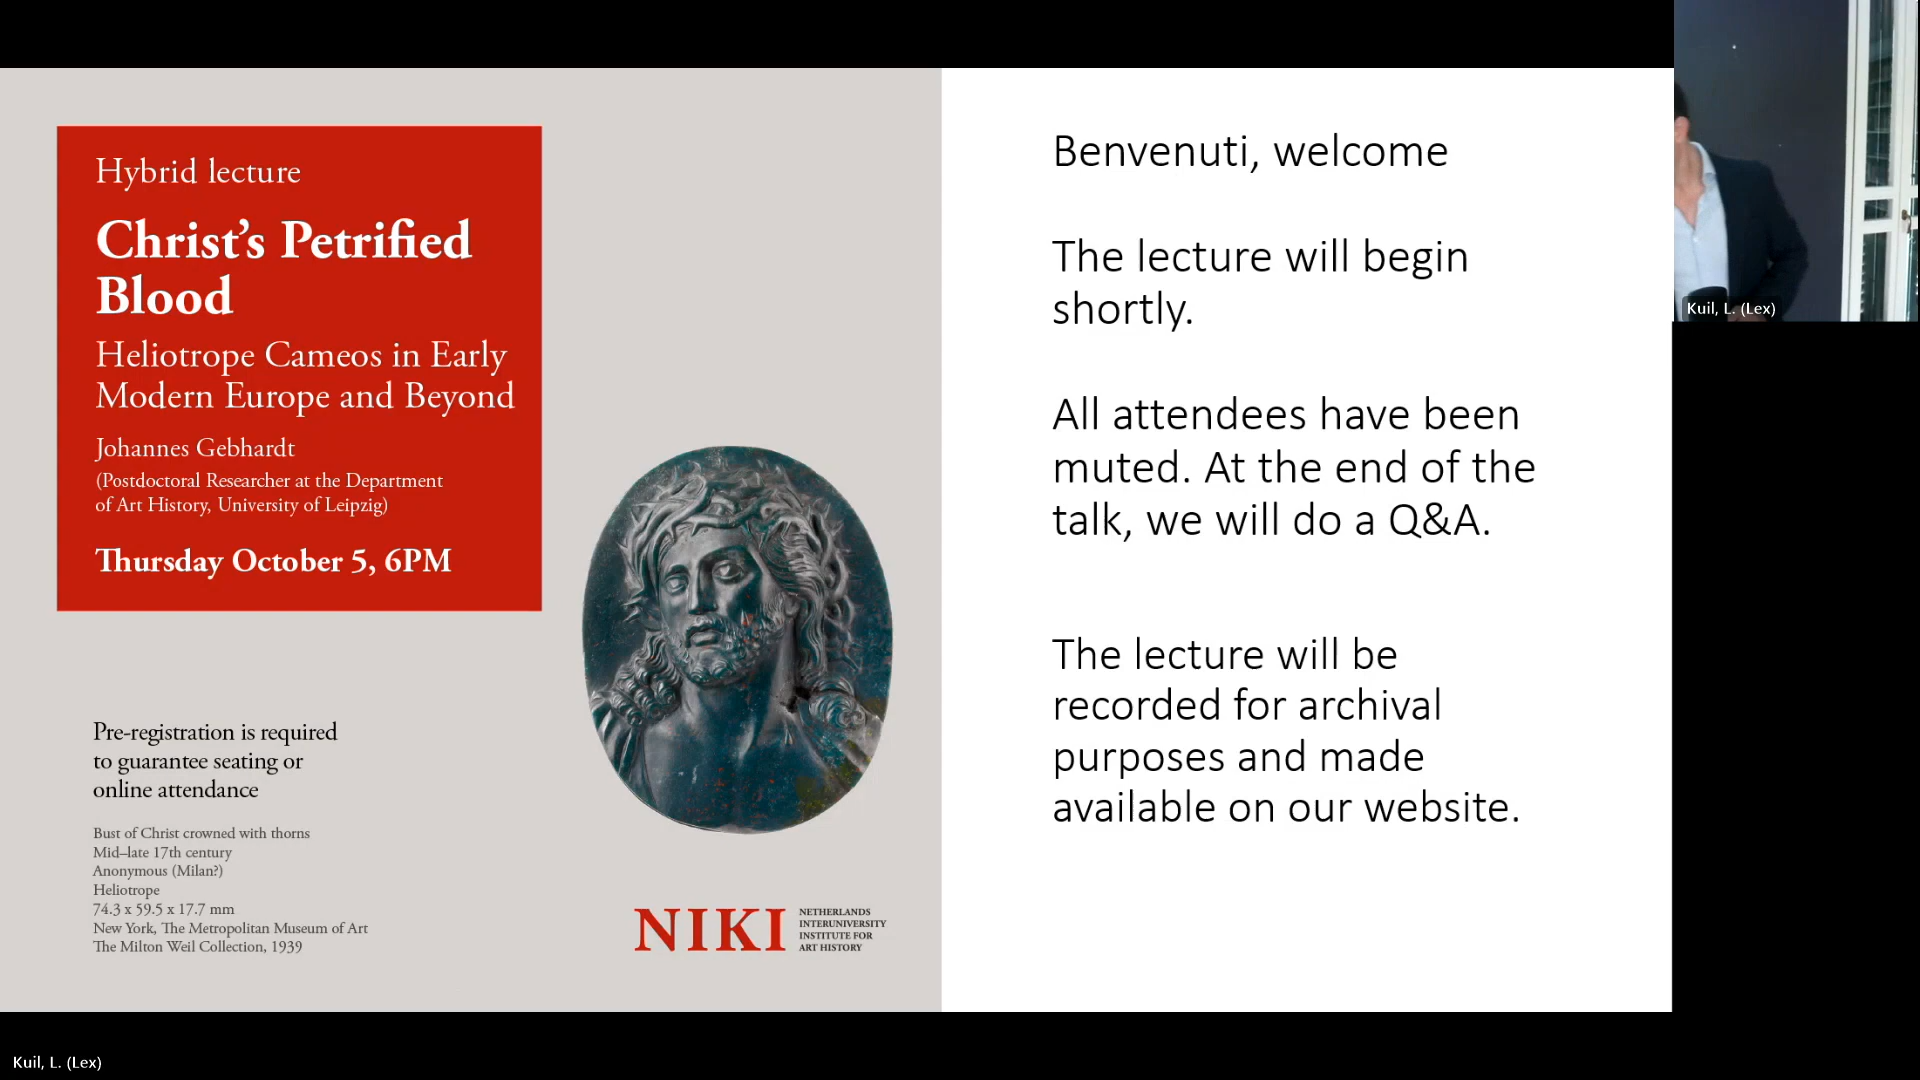 Hybrid lecture
Christ's Petrified
Blood
Heliotrope Cameos in Early
Modern Europe and Beyond
Johannes Gebhardt
(Postdoctoral Researcher at the Department
of Art History, University of Leipzig)
Thursday October 5, 6PM
Pre-registration is required
to guarantee seating or
online attendance
Bust of Christ crowned with thorns
Mid–late 17th century
Anonymous (Milan?)
Heliotrope
74.3 x 59.5 x 17.7 mm
New York, The Metropolitan Museum of Art
The Milton Weil Collection, 1939
NIKI
NETHERLANDS
INTERUNIVERSITY
INSTITUTE FOR
ART HISTORY
Benvenuti, welcome
The lecture will begin
shortly.
All attendees have been
muted. At the end of the
talk, we will do a Q&A.
The lecture will be
recorded for archival
purposes and made
available on our website.
Kuil, L. (Lex)
Kuil, L. (Lex)